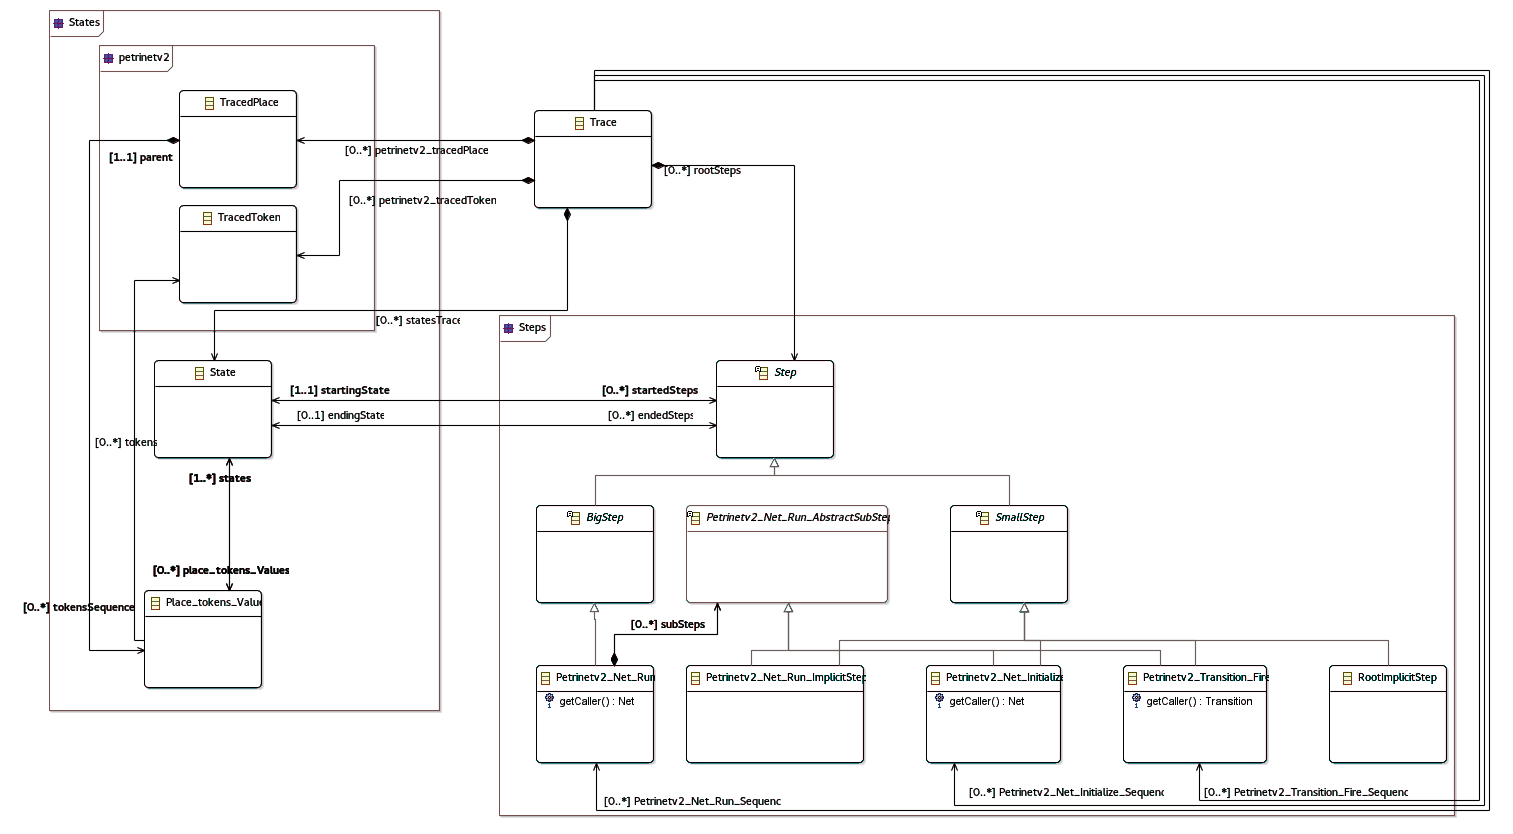 States
petrinetv2
TracedPlace
Trace
[0..*] petrinetv2_tracedPlace
[1..1] parent
[0..*] rootSteps
[0..*] petrinetv2_tracedToken
TracedToken
[0..*] statesTrace
Steps
State
Step
[1..1] startingState
[0..*] startedSteps
[0..1] endingState
[0..*] endedSteps
[0..*] tokens
[1..*] states
BigStep
Petrinetv2_Net_Run_AbstractSubStep
SmallStep
[0..*] place_tokens_Values
[0..*] tokensSequence
Place_tokens_Valu
[0..*] subSteps
Petrinetv2_Net_Run
getCaller() : Net
Petrinetv2_Net_Run_ImplicitStep
Petrinetv2_Net_Initialize
getCaller() : Net
Petrinetv2_Transition_Fire
getCaller() : Transition
RootImplicitStep
[0..*] Petrinetv2_Net_Run_Sequenc
[0..*] Petrinetv2_Net_Initialize_Sequenc
[0..*] Petrinetv2_Transition_Fire_Sequenc